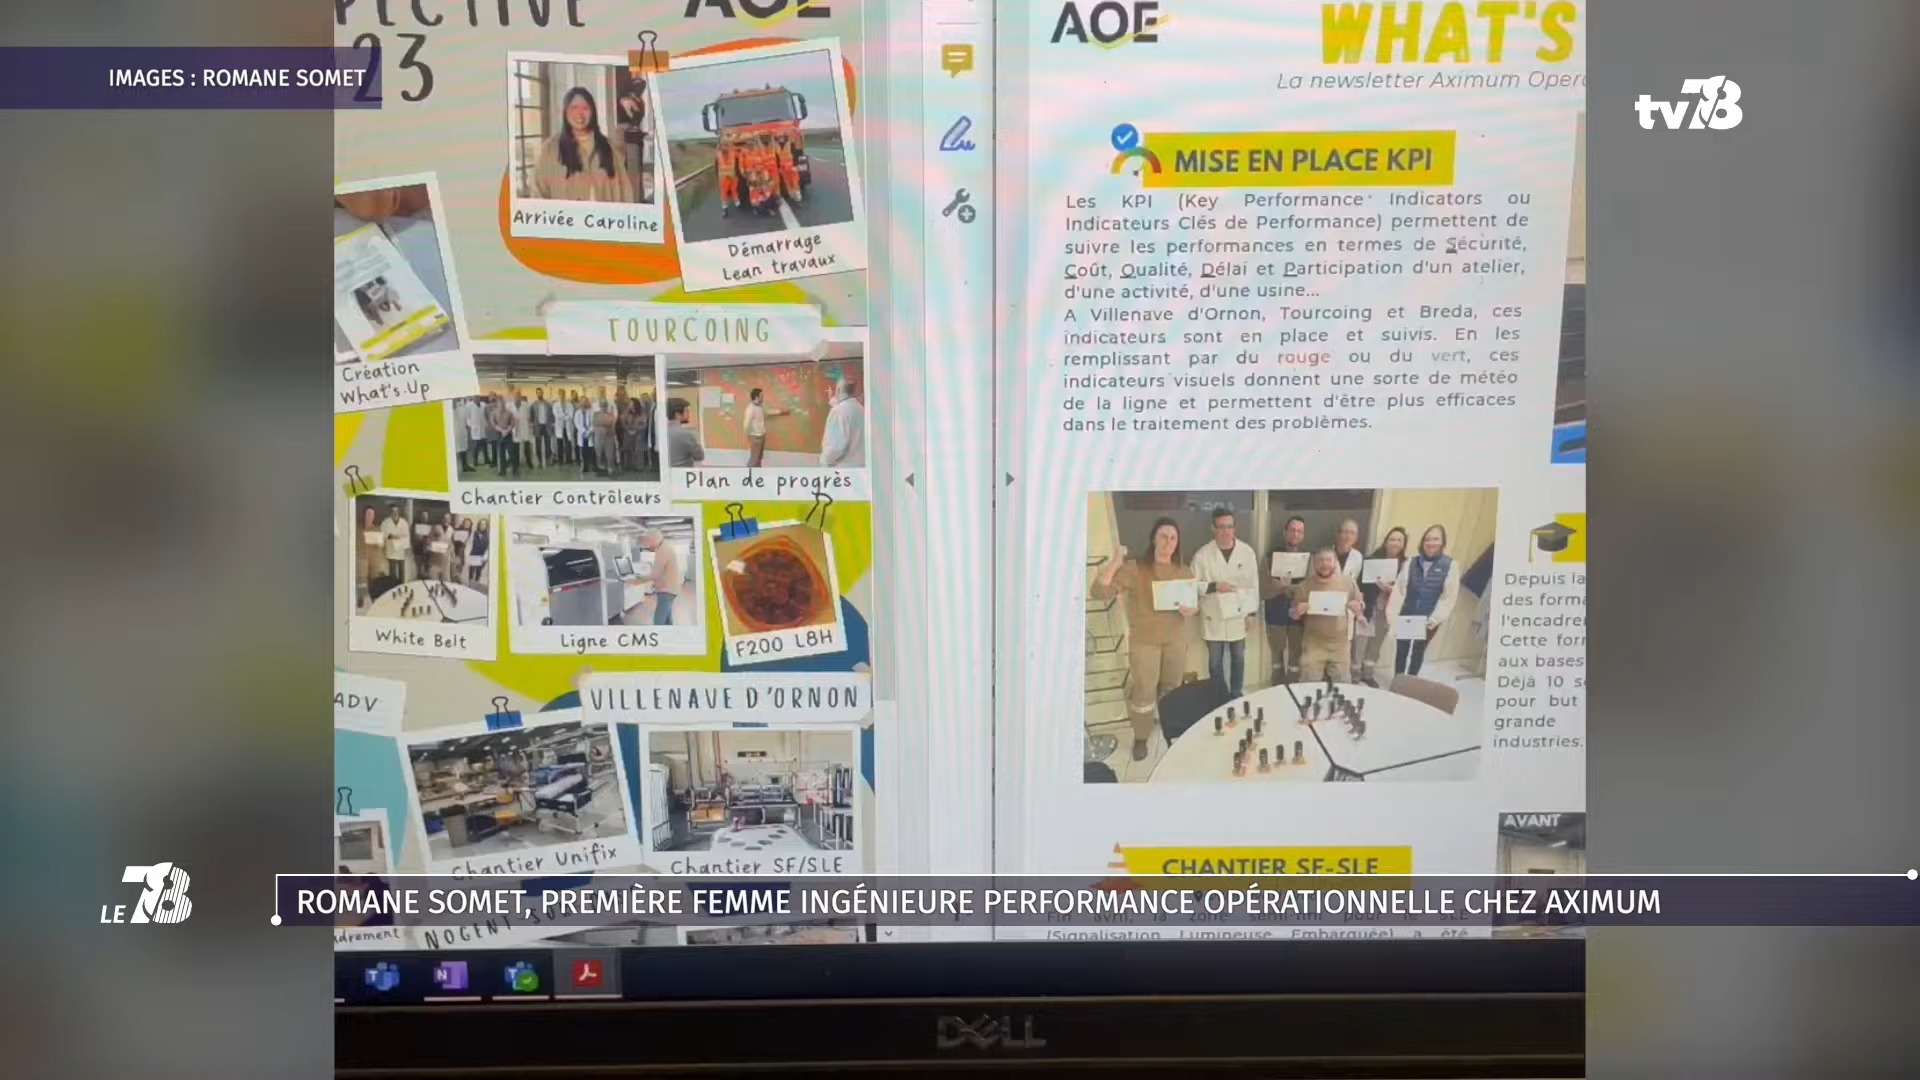 PECTIVE
23
AOE
IMAGES : ROMANE SOMET
tv78
Arrivée Caroline
Démarrage
Lean travaux
Création
What's Up
TOURCOING
Chantier Contrôleurs
Plan de progrès
White Belt
Ligne CMS
F200 L8H
ADV
VILLENAVE D'ORNON
Chantier Unifix
Chantier SF/SLE
AOE
WHAT'S
La newsletter Aximum Oper
MISE EN PLACE KPI
Les KPI (Key Performance Indicators ou
Indicateurs Clés de Performance) permettent de
suivre les performances en termes de Sécurité,
Coût, Qualité, Délai et Participation d'un atelier,
d'une activité, d'une usine...
A Villenave d'Ornon, Tourcoing et Breda, ces
indicateurs sont en place et suivis. En les
remplissant par du rouge ou du vert, ces
indicateurs visuels donnent une sorte de météo
de la ligne et permettent d'être plus efficaces
dans le traitement des problèmes.
Depuis la
des forma
l'encadre
Cette for
aux bases
Déjà 10 s
pour but
grande
industries.
AVANT
CHANTIER SF-SLE
(Signalisation Lumineuse Embarquée) a été
LE 78
ROMANE SOMET, PREMIÈRE FEMME INGÉNIEURE PERFORMANCE OPÉRATIONNELLE CHEZ AXIMUM
DELL